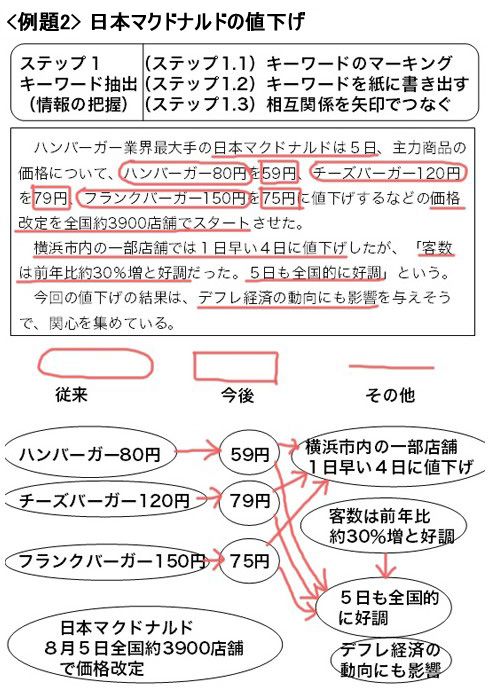 <例題2> 日本マクドナルドの値下げ
ステップ1
キーワード抽出
(情報の把握)
(ステップ1.1) キーワードのマーキング
(ステップ1.2) キーワードを紙に書き出す
(ステップ1.3) 相互関係を矢印でつなぐ
ハンバーガー業界最大手の日本マクドナルドは5日、主力商品の
価格について、ハンバーガー80円を59円、チーズバーガー120円
を79円、フランクバーガー150円を75円に値下げするなどの価格
改定を全国約3900店舗でスタートさせた。
横浜市内の一部店舗では1日早い4日に値下げしたが、「客数
は前年比約30%増と好調だった。5日も全国的に好調」という。
今回の値下げの結果は、デフレ経済の動向にも影響を与えそう
で、関心を集めている。
従来
今後
その他
ハンバーガー80円
59円
横浜市内の一部店舗
1日早い4日に値下げ
チーズバーガー120円
79円
客数は前年比
約30%増と好調
フランクバーガー150円
75円
5日も全国的
に好調
日本マクドナルド
8月5日全国約3900店舗
で価格改定
デフレ経済の
動向にも影響